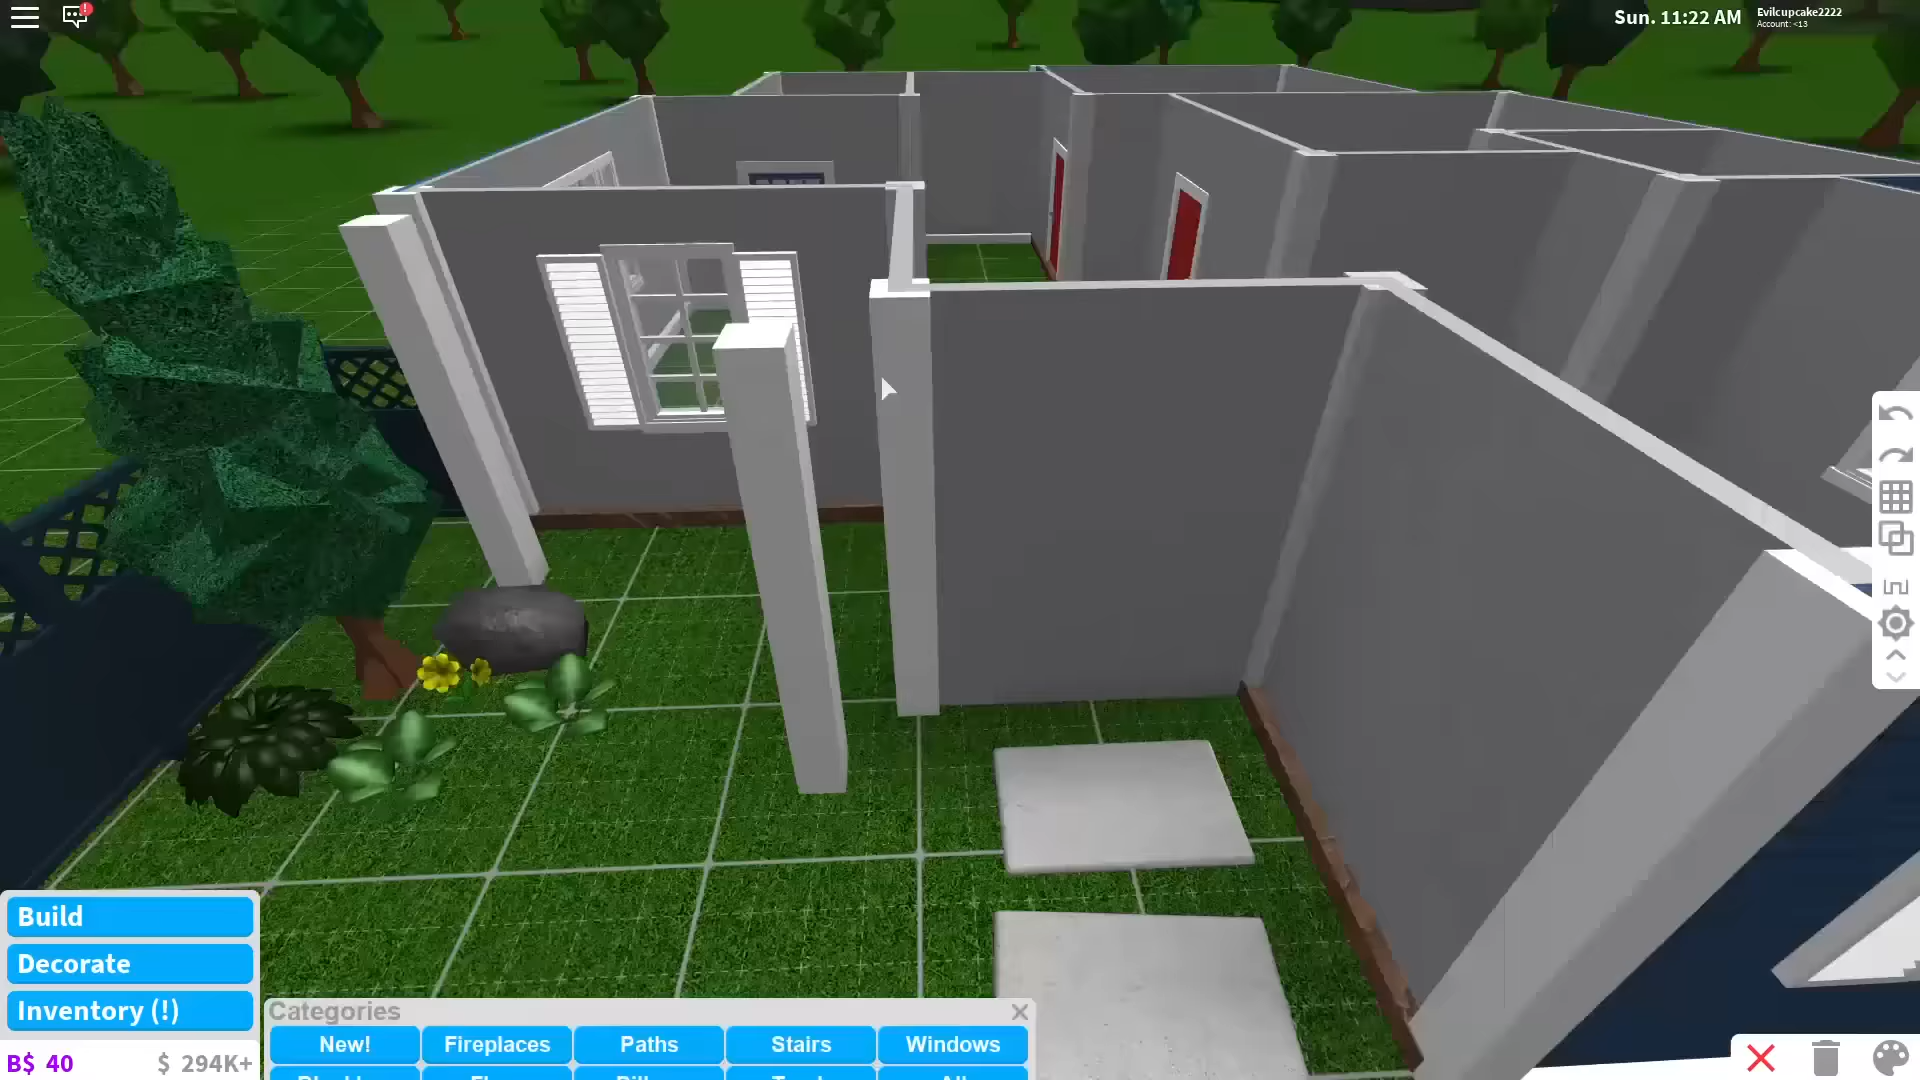 Sun. 11:22 AM
Evilcupcake2222
Account: <13
Build
Decorate
Inventory (!)
B$ 40
$ 294K+
Categories
New!
Fireplaces
Paths
Stairs
Windows